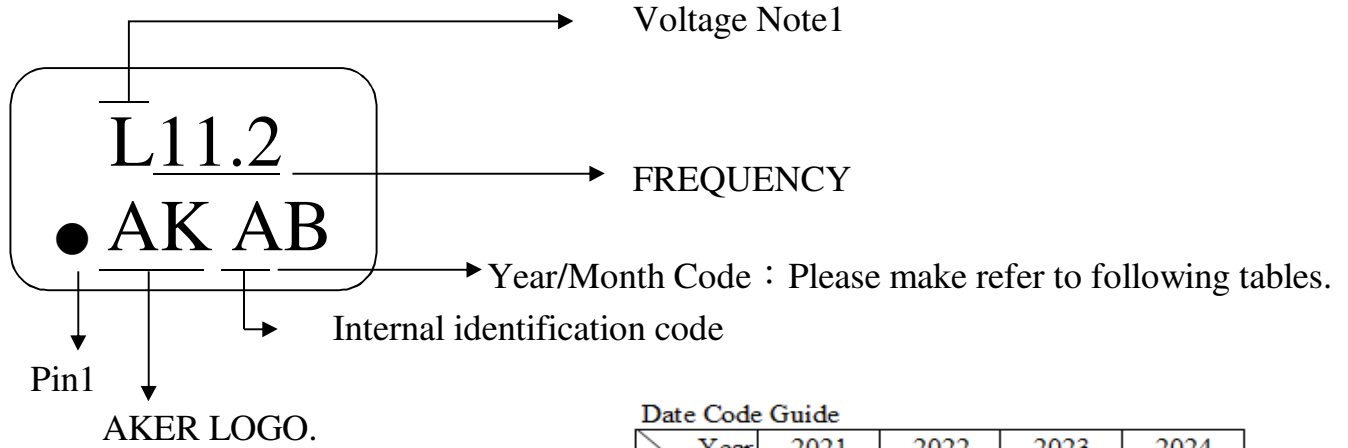 Voltage Note1
L11.2
FREQUENCY
● AK AB
Year/Month Code：Please make refer to following tables.
Internal identification code
Pin1
AKER LOGO.
Date Code Guide
Year 2021 2022 2023 2024